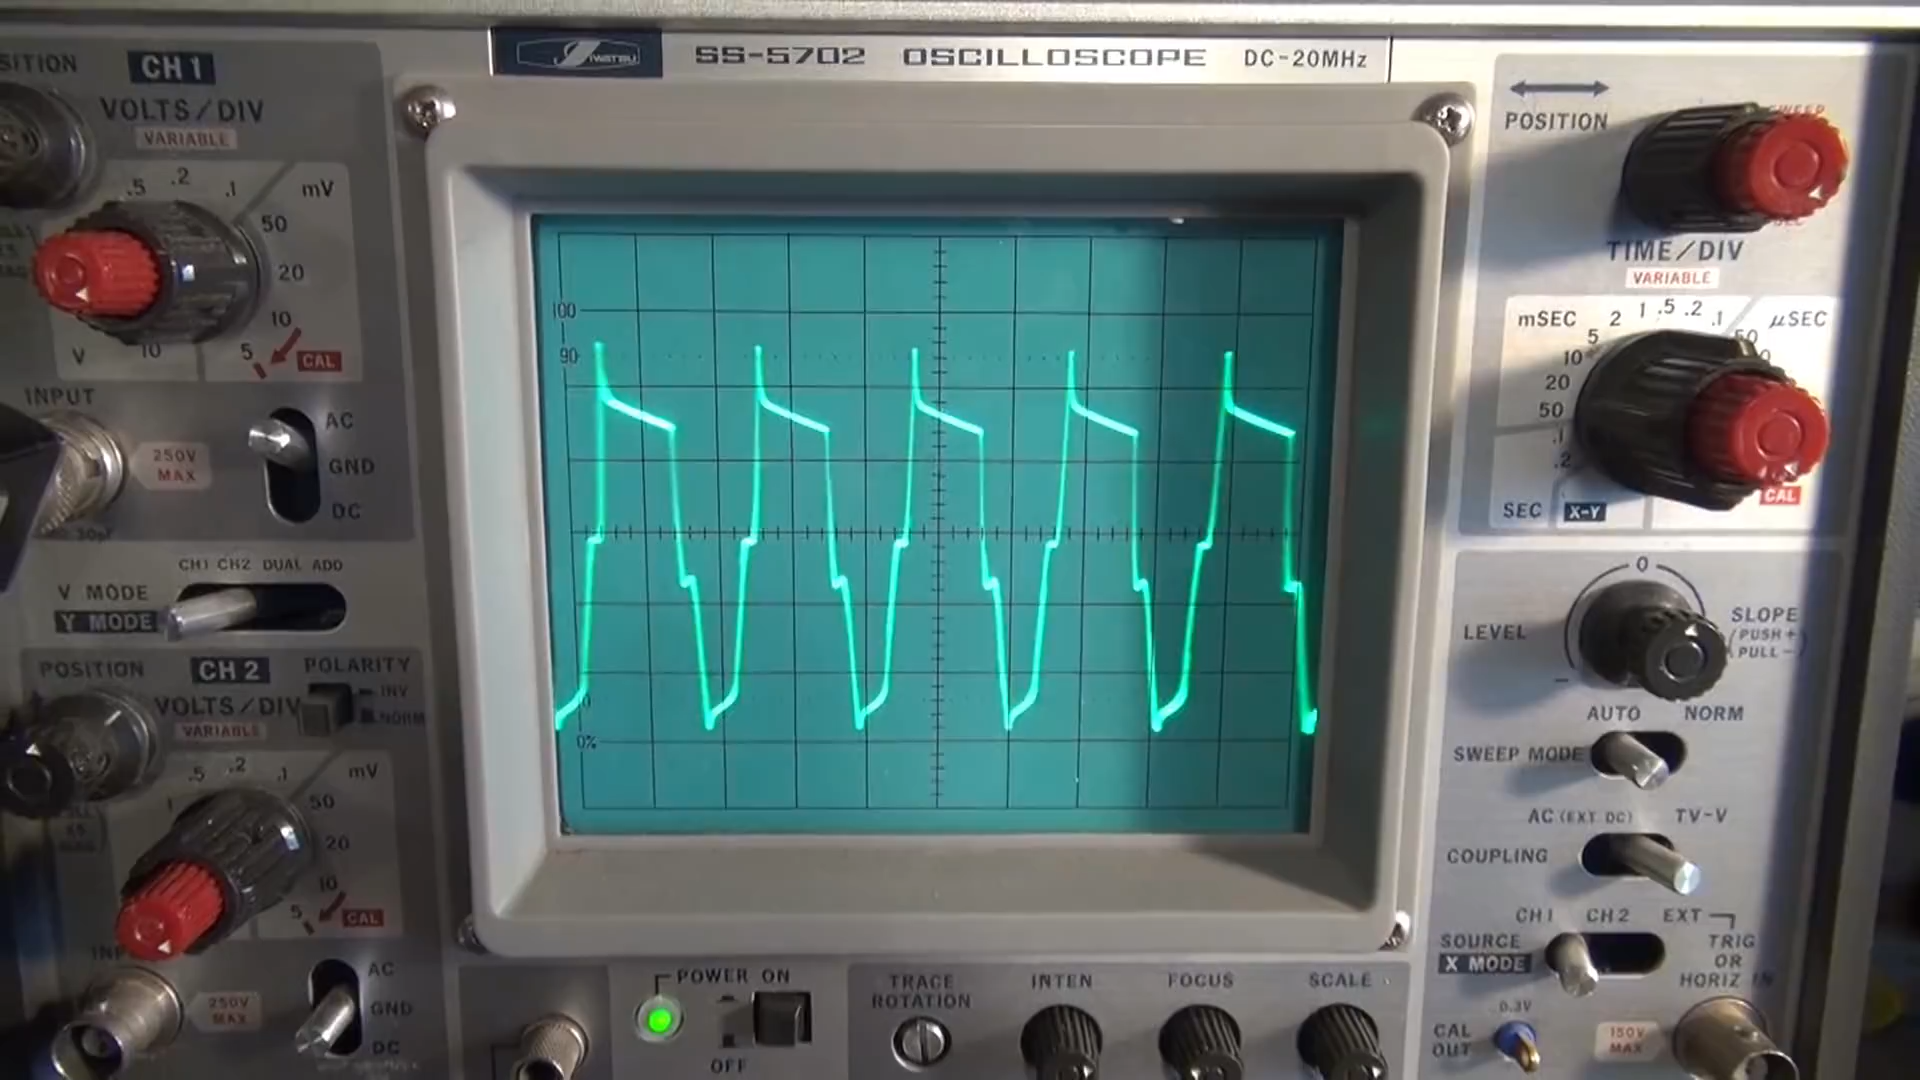 IWATSU
SS-5702 OSCILLOSCOPE DC-20MHz
SITION CH 1
VOLTS/DIV
VARIABLE
.5 .2 .1 mV
50
20
10
5
CAL
V 10
INPUT
250V
MAX
AC
GND
DC
CH1 CH2 DUAL ADD
V MODE
Y MODE
POSITION CH 2 POLARITY
INV
NORM
VOLTS/DIV
VARIABLE
1 .5 .2 .1 mV
50
20
10
5
CAL
INP
250V
MAX
AC
GND
DC
100
90
0%
POWER ON
OFF
TRACE
ROTATION
INTEN
FOCUS
SCALE
POSITION
SWEEP
TIME/DIV
VARIABLE
mSEC 5 2 1 .5 .2 .1 50 µSEC
10
20
50
.1
.2
SEC X-Y
CAL
0
LEVEL
SLOPE
PUSH +
PULL -
AUTO NORM
SWEEP MODE
AC (EXT DC) TV-V
COUPLING
CH1 CH2 EXT
SOURCE
X MODE
TRIG
OR
HORIZ IN
0.3V
CAL
OUT
150V
MAX